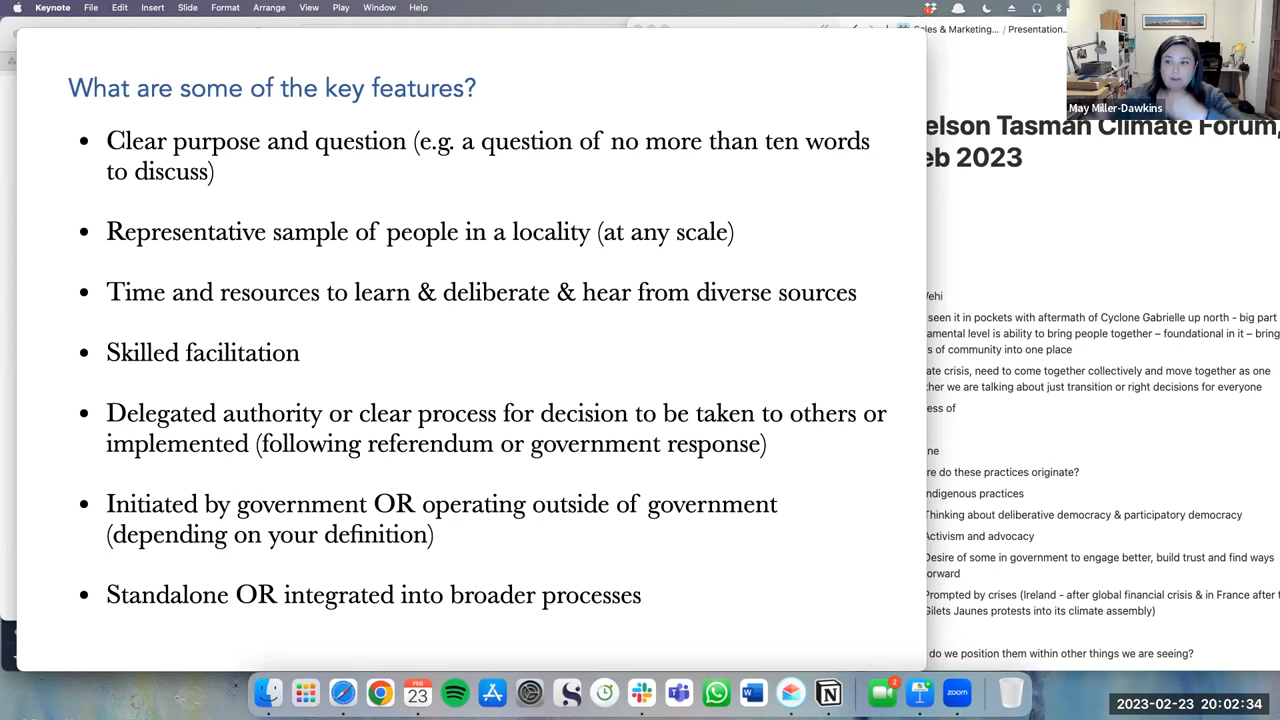 Keynote File Edit Insert Slide Format Arrange View Play Window Help
What are some of the key features?
• Clear purpose and question (e.g. a question of no more than ten words
to discuss)
• Representative sample of people in a locality (at any scale)
• Time and resources to learn & deliberate & hear from diverse sources
• Skilled facilitation
• Delegated authority or clear process for decision to be taken to others or
implemented (following referendum or government response)
• Initiated by government OR operating outside of government
(depending on your definition)
• Standalone OR integrated into broader processes
& Marketing... / Presentation...
May Miller-Dawkins
elson Tasman Climate Forum,
eb 2023
seen it in pockets with aftermath of Cyclone Gabrielle up north - big part
amental level is ability to bring people together – foundational in it – bring
s of community into one place
ate crisis, need to come together collectively and move together as one
ther we are talking about just transition or right decisions for everyone
ess of
ne
re do these practices originate?
ndigenous practices
Thinking about deliberative democracy & participatory democracy
Activism and advocacy
Desire of some in government to engage better, build trust and find ways
orward
Prompted by crises (Ireland - after global financial crisis & in France after t
Gilets Jaunes protests into its climate assembly)
do we position them within other things we are seeing?
FEB
23
2
zoom
2023-02-23 20:02:34